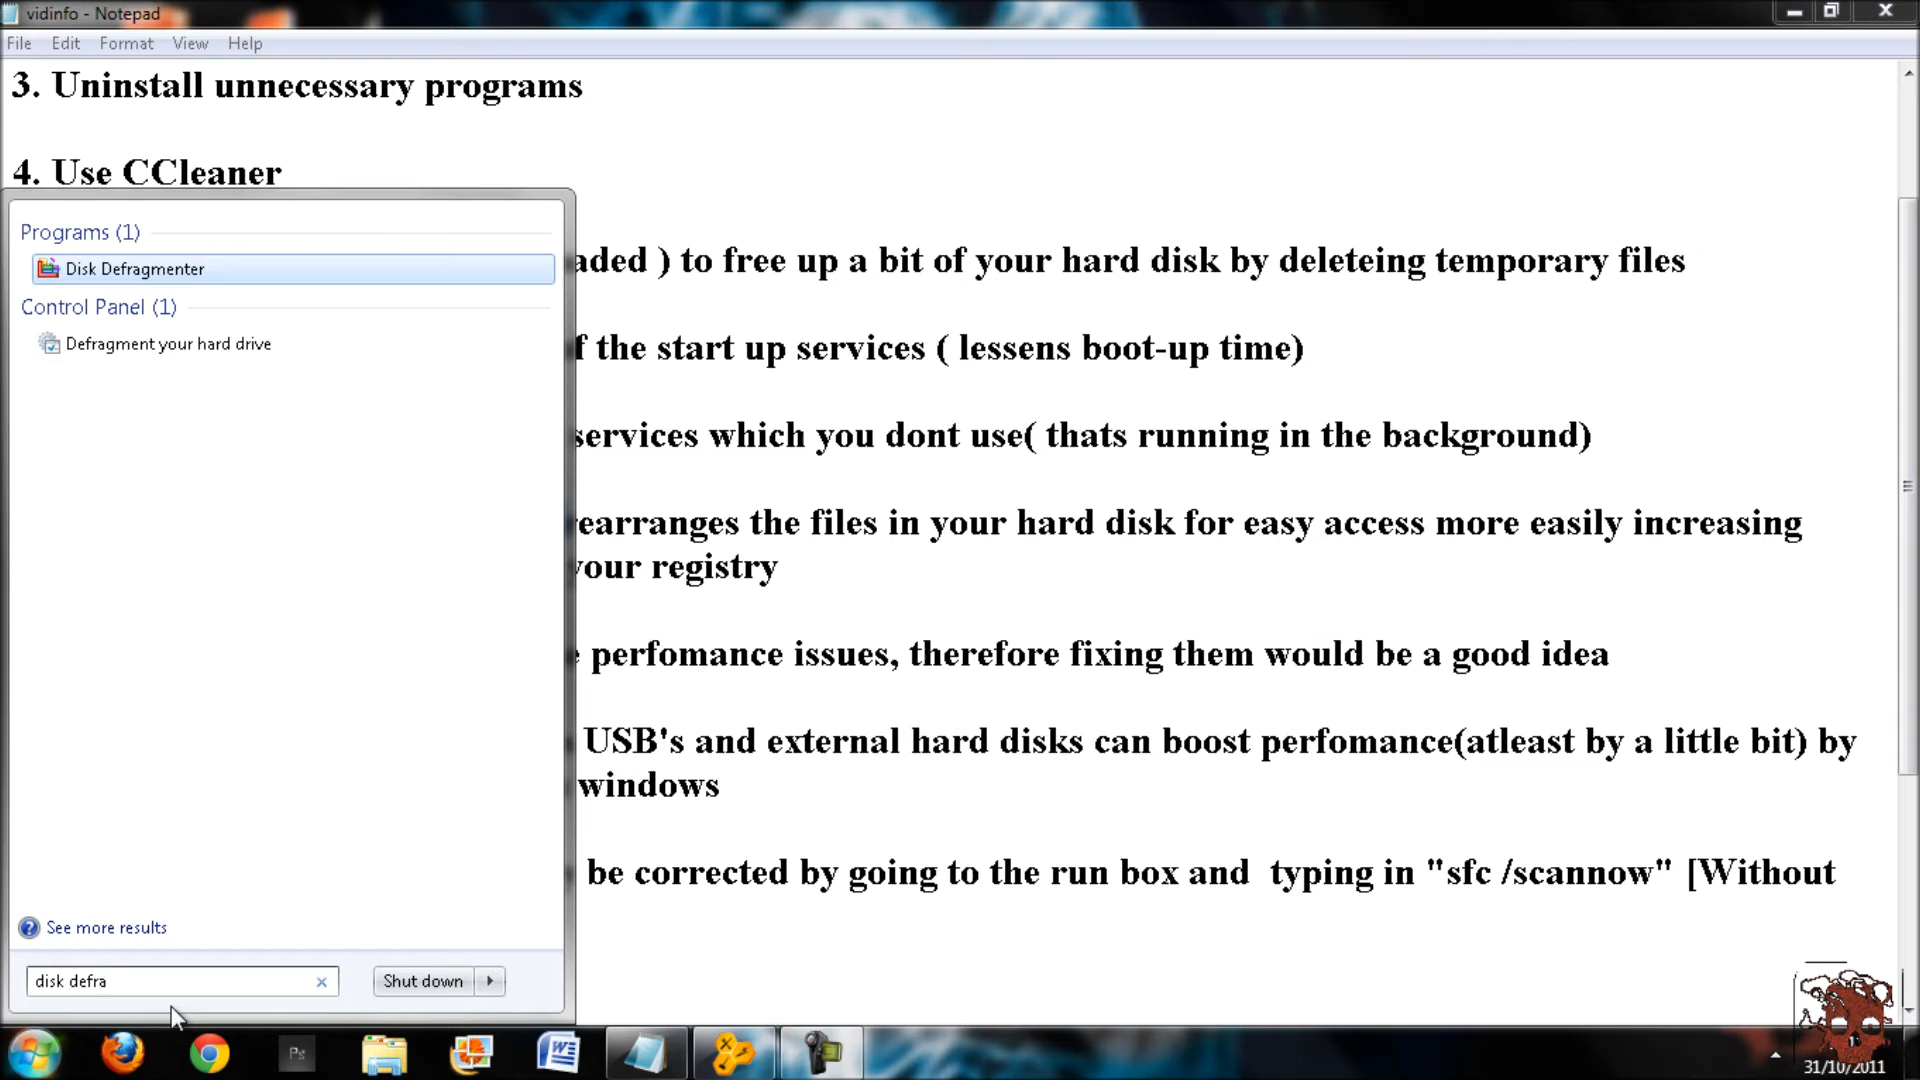 vidinfo - Notepad
File Edit Format View Help
3. Uninstall unnecessary programs
4. Use CCleaner
Programs (1)
Disk Defragmenter
Control Panel (1)
Defragment your hard drive
See more results
disk defra
Shut down
aded ) to free up a bit of your hard disk by deleteing temporary files
f the start up services ( lessens boot-up time)
services which you dont use( thats running in the background)
rearranges the files in your hard disk for easy access more easily increasing
your registry
perfomance issues, therefore fixing them would be a good idea
USB's and external hard disks can boost perfomance(atleast by a little bit) by
windows
be corrected by going to the run box and  typing in "sfc /scannow" [Without
Ps
31/10/2011